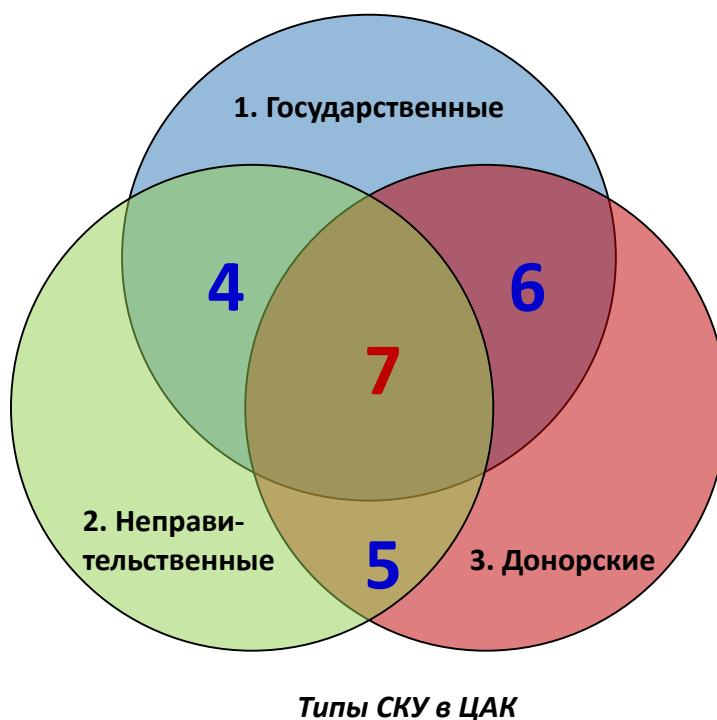 1. Государственные
4
6
7
2. Неправи-
тельственные
5
3. Донорские
Типы СКУ в ЦАК